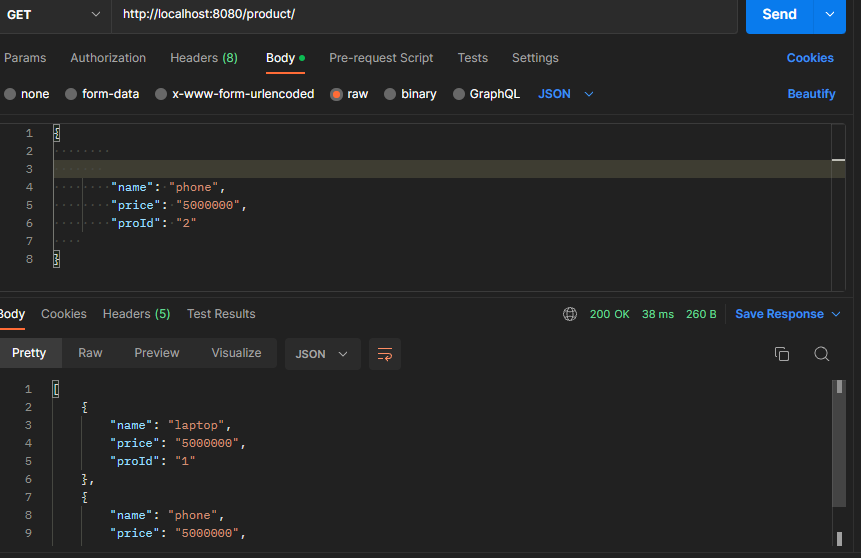 GET http://localhost:8080/product/ Send
Params Authorization Headers (8) Body Pre-request Script Tests Settings Cookies
none form-data x-www-form-urlencoded raw binary GraphQL JSON Beautify
1 {
2
3
4 "name": "phone",
5 "price": "5000000",
6 "proId": "2"
7
8 }
Body Cookies Headers (5) Test Results 200 OK 38 ms 260 B Save Response
Pretty Raw Preview Visualize JSON
1 [
2 {
3 "name": "laptop",
4 "price": "5000000",
5 "proId": "1"
6 },
7 {
8 "name": "phone",
9 "price": "5000000",